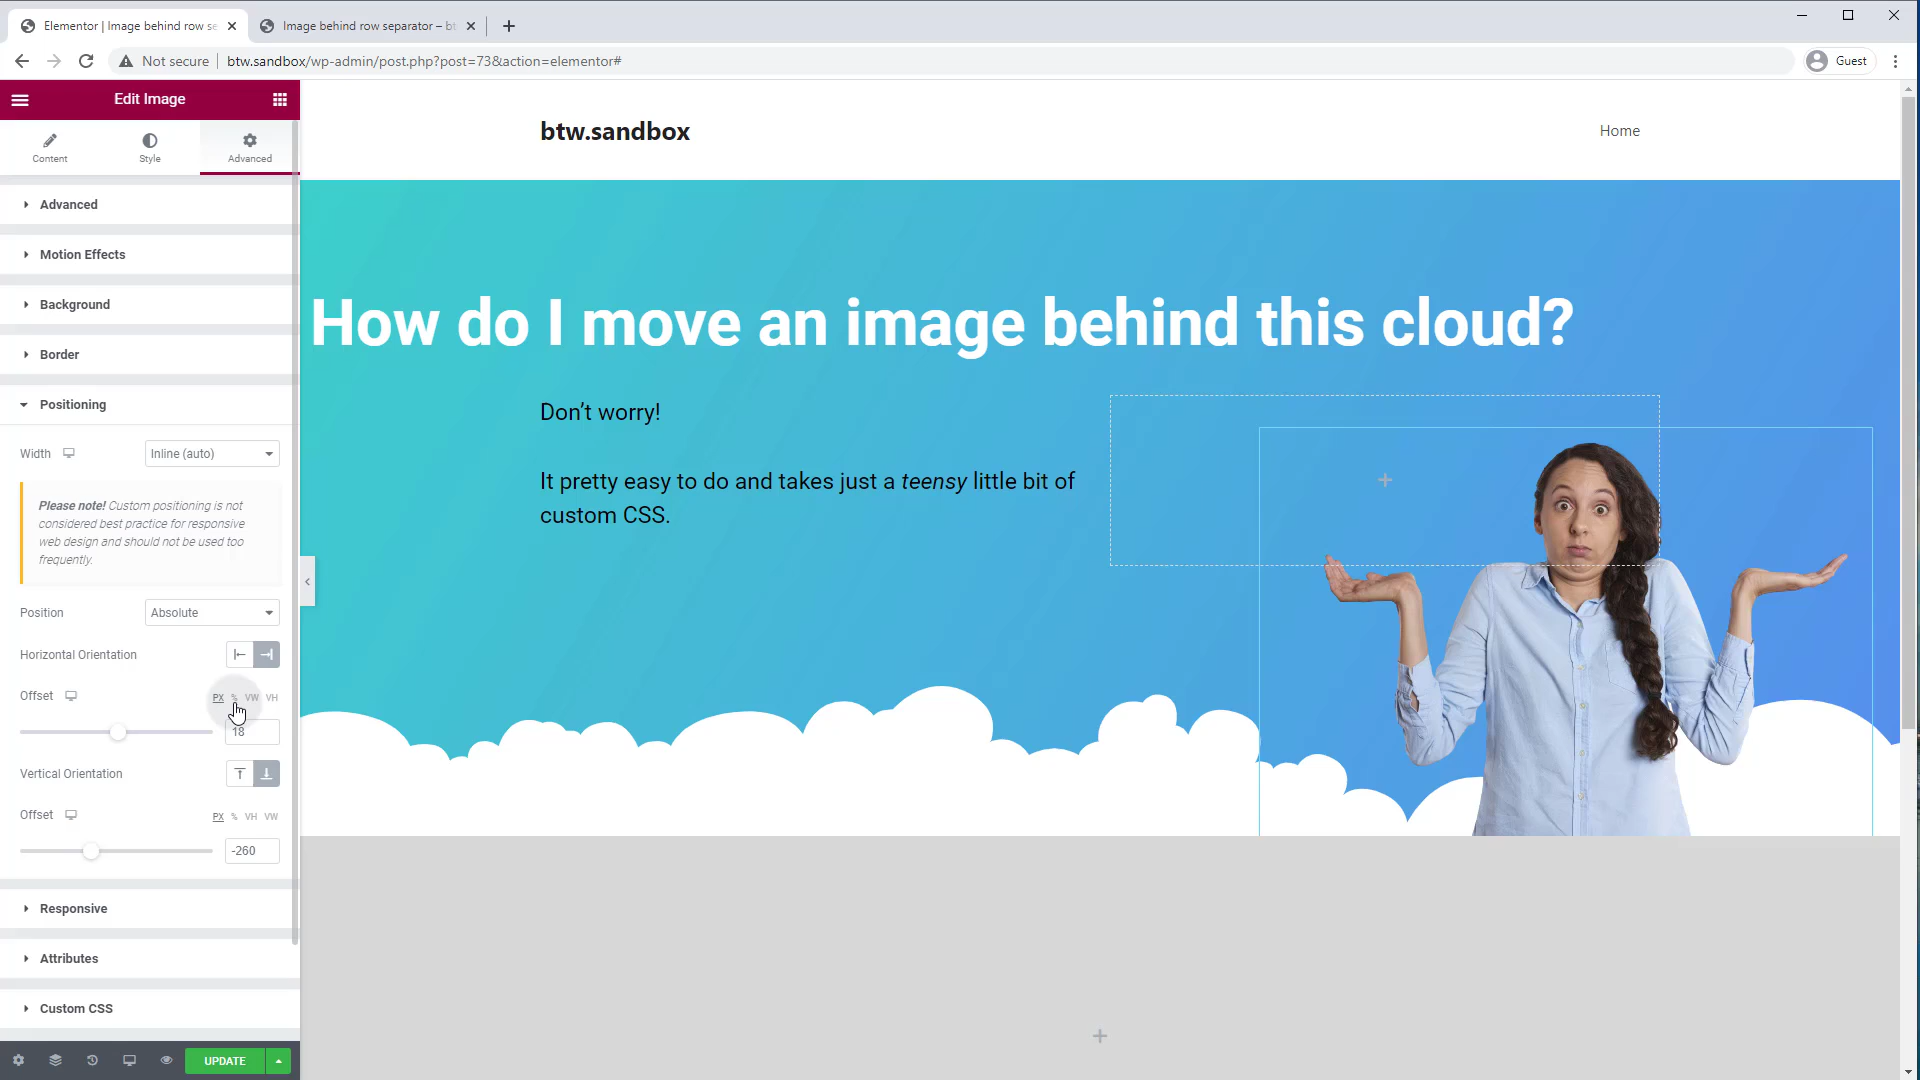 Elementor | Image behind row se
Image behind row separator – bt
Not secure
btw.sandbox/wp-admin/post.php?post=73&action=elementor#
Guest
Edit Image
Content
Style
Advanced
Advanced
Motion Effects
Background
Border
Positioning
Width
Inline (auto)
Please note! Custom positioning is not
considered best practice for responsive
web design and should not be used too
frequently.
Position
Absolute
Horizontal Orientation
Offset
PX % VW VH
18
Vertical Orientation
Offset
PX % VH VW
-260
Responsive
Attributes
Custom CSS
UPDATE
btw.sandbox
Home
How do I move an image behind this cloud?
Don’t worry!
It pretty easy to do and takes just a teensy little bit of
custom CSS.